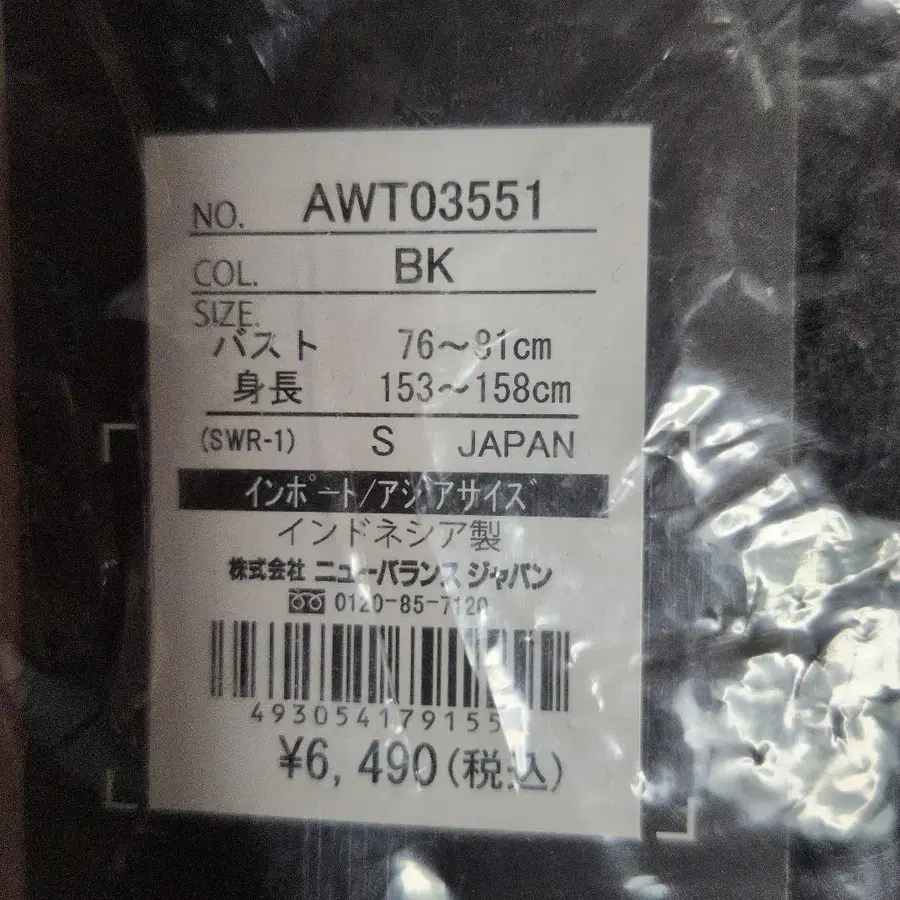 NO. AWT03551
COL. BK
SIZE.
バスト 76～81cm
身長 153～158cm
(SWR-1) S JAPAN
インポート/アジアサイズ
インドネシア製
株式会社 ニューバランス ジャパン
0120-85-7120
¥6,490(税込)